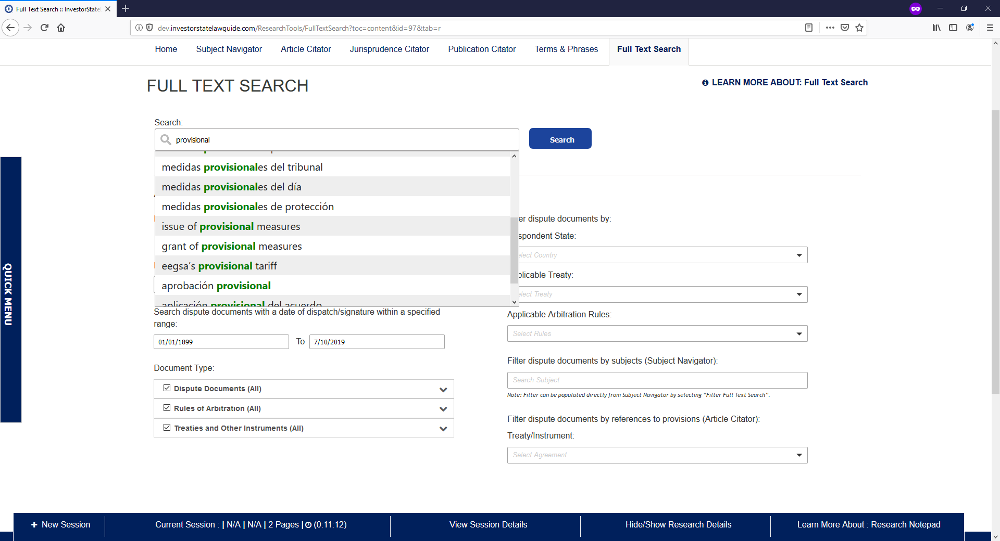 Full Text Search :: InvestorState
dev.investorstatelawguide.com/ResearchTools/FullTextSearch?toc=content&id=97&tab=r
Home Subject Navigator Article Citator Jurisprudence Citator Publication Citator Terms & Phrases Full Text Search
FULL TEXT SEARCH
LEARN MORE ABOUT: Full Text Search
Search:
provisional
Search
medidas provisionales del tribunal
medidas provisionales del día
medidas provisionales de protección
issue of provisional measures
grant of provisional measures
eegsa's provisional tariff
aprobación provisional
aplicación provisional del acuerdo
Search dispute documents with a date of dispatch/signature within a specified
range:
01/01/1899 To 7/10/2019
Document Type:
Dispute Documents (All)
Rules of Arbitration (All)
Treaties and Other Instruments (All)
er dispute documents by:
spondent State:
elect Country
plicable Treaty:
elect Treaty
Applicable Arbitration Rules:
Select Rules
Filter dispute documents by subjects (Subject Navigator):
Search Subject
Note: Filter can be populated directly from Subject Navigator by selecting “Filter Full Text Search”.
Filter dispute documents by references to provisions (Article Citator):
Treaty/Instrument:
Select Agreement
QUICK MENU
New Session
Current Session : | N/A | N/A | 2 Pages | (0:11:12)
View Session Details
Hide/Show Research Details
Learn More About : Research Notepad